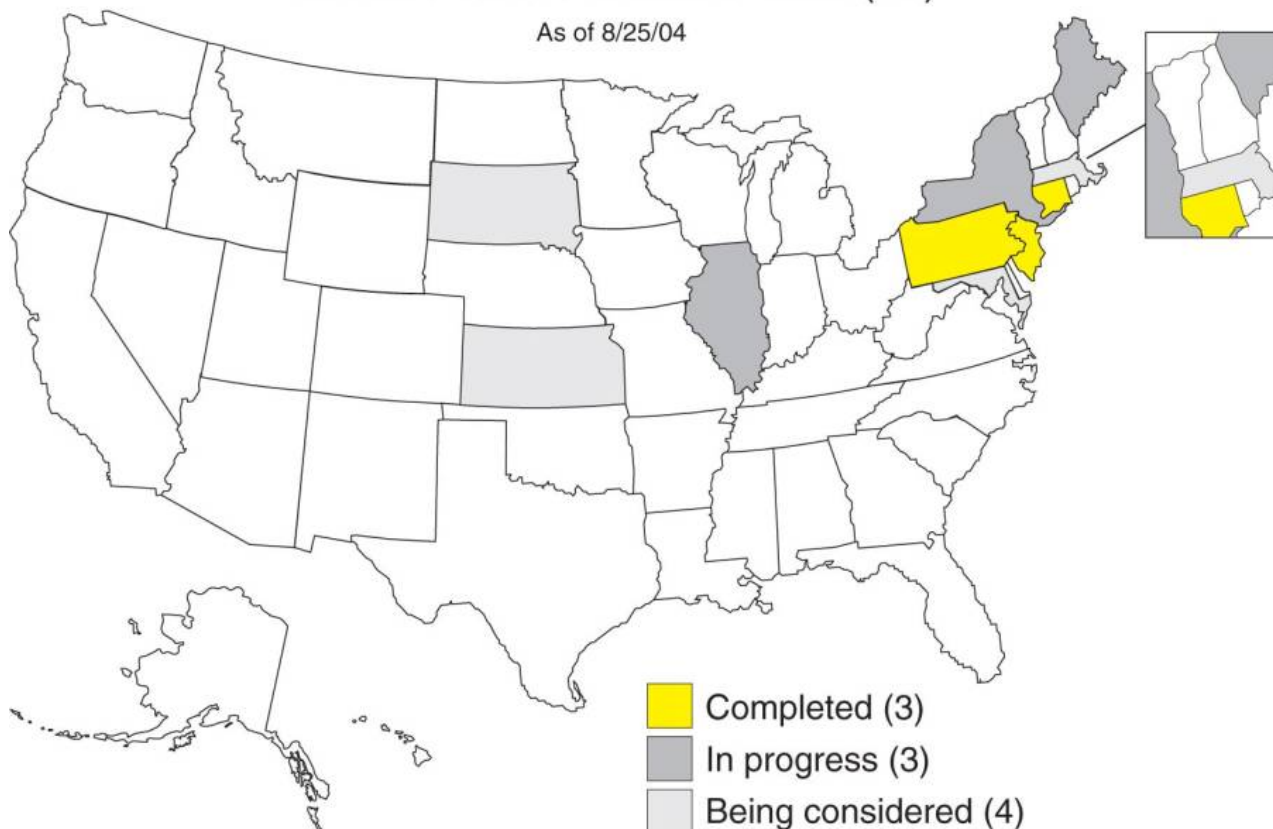 As of 8/25/04
Completed (3)
In progress (3)
Being considered (4)